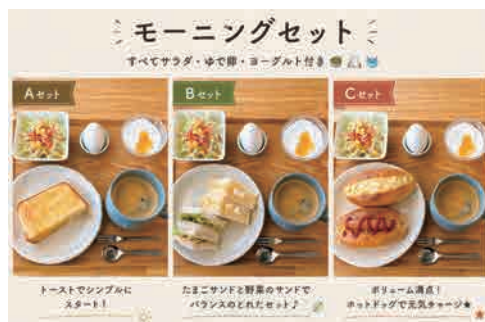 モーニングセット
すべてサラダ・ゆで卵・ヨーグルト付き
Aセット
Bセット
Cセット
トーストでシンプルに
スタート!
たまごサンドと野菜のサンドで
バランスのとれたセット♪
ボリューム満点!
ホットドッグで元気チャージ★